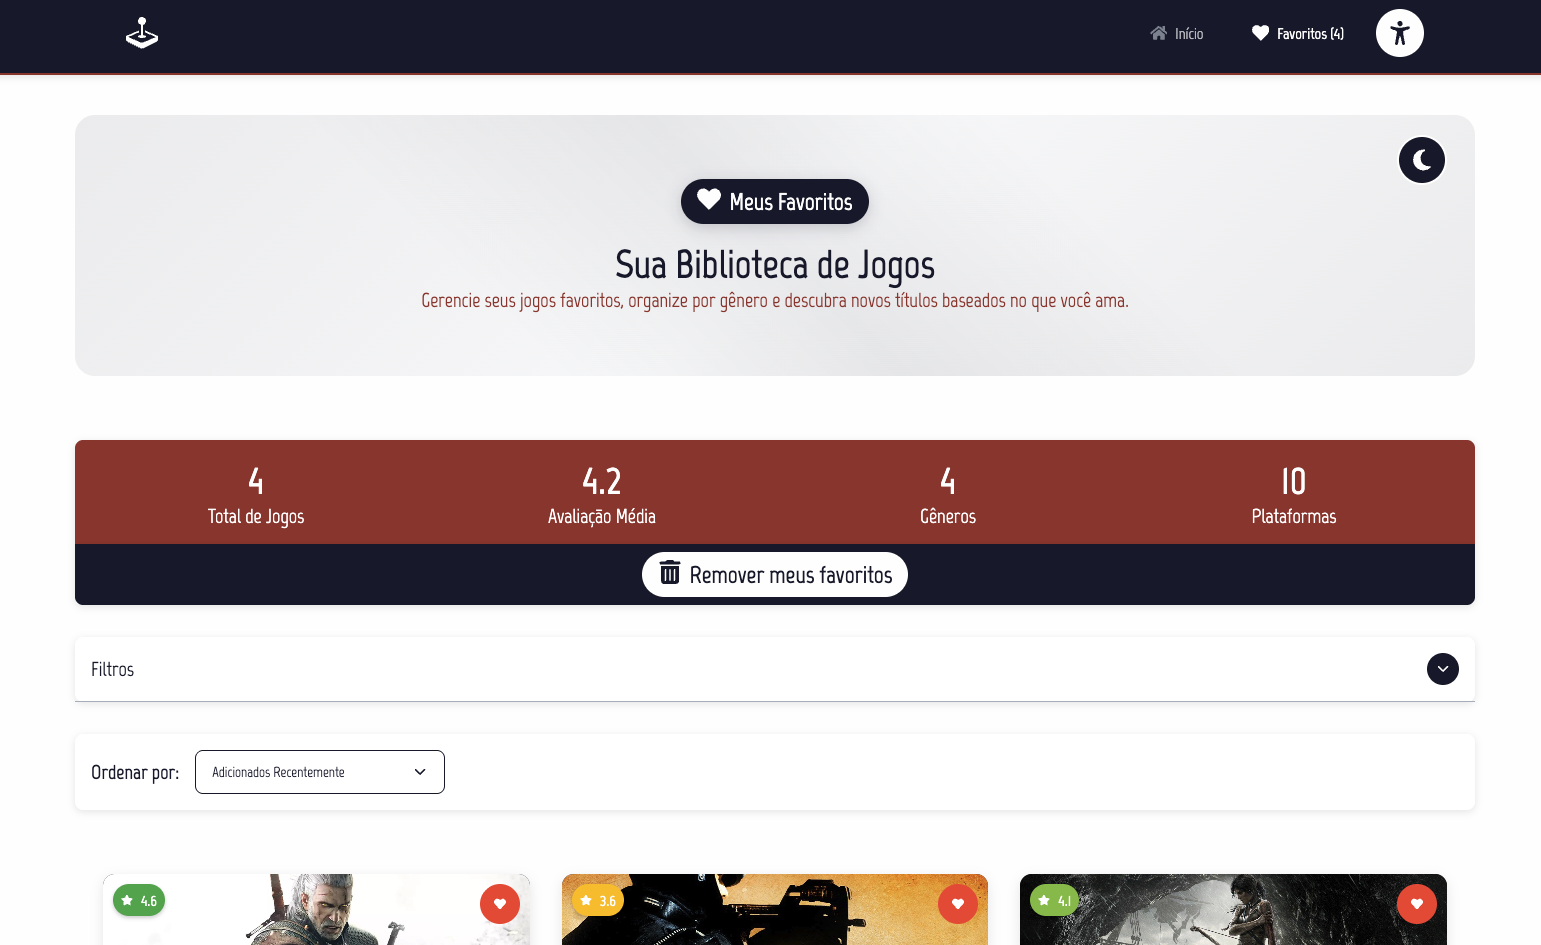 Início
Favoritos (4)
Meus Favoritos
Sua Biblioteca de Jogos
Gerencie seus jogos favoritos, organize por gênero e descubra novos títulos baseados no que você ama.
4
Total de Jogos
4.2
Avaliação Média
4
Gêneros
10
Plataformas
Remover meus favoritos
Filtros
Ordenar por:
Adicionados Recentemente
4.6
3.6
4.1